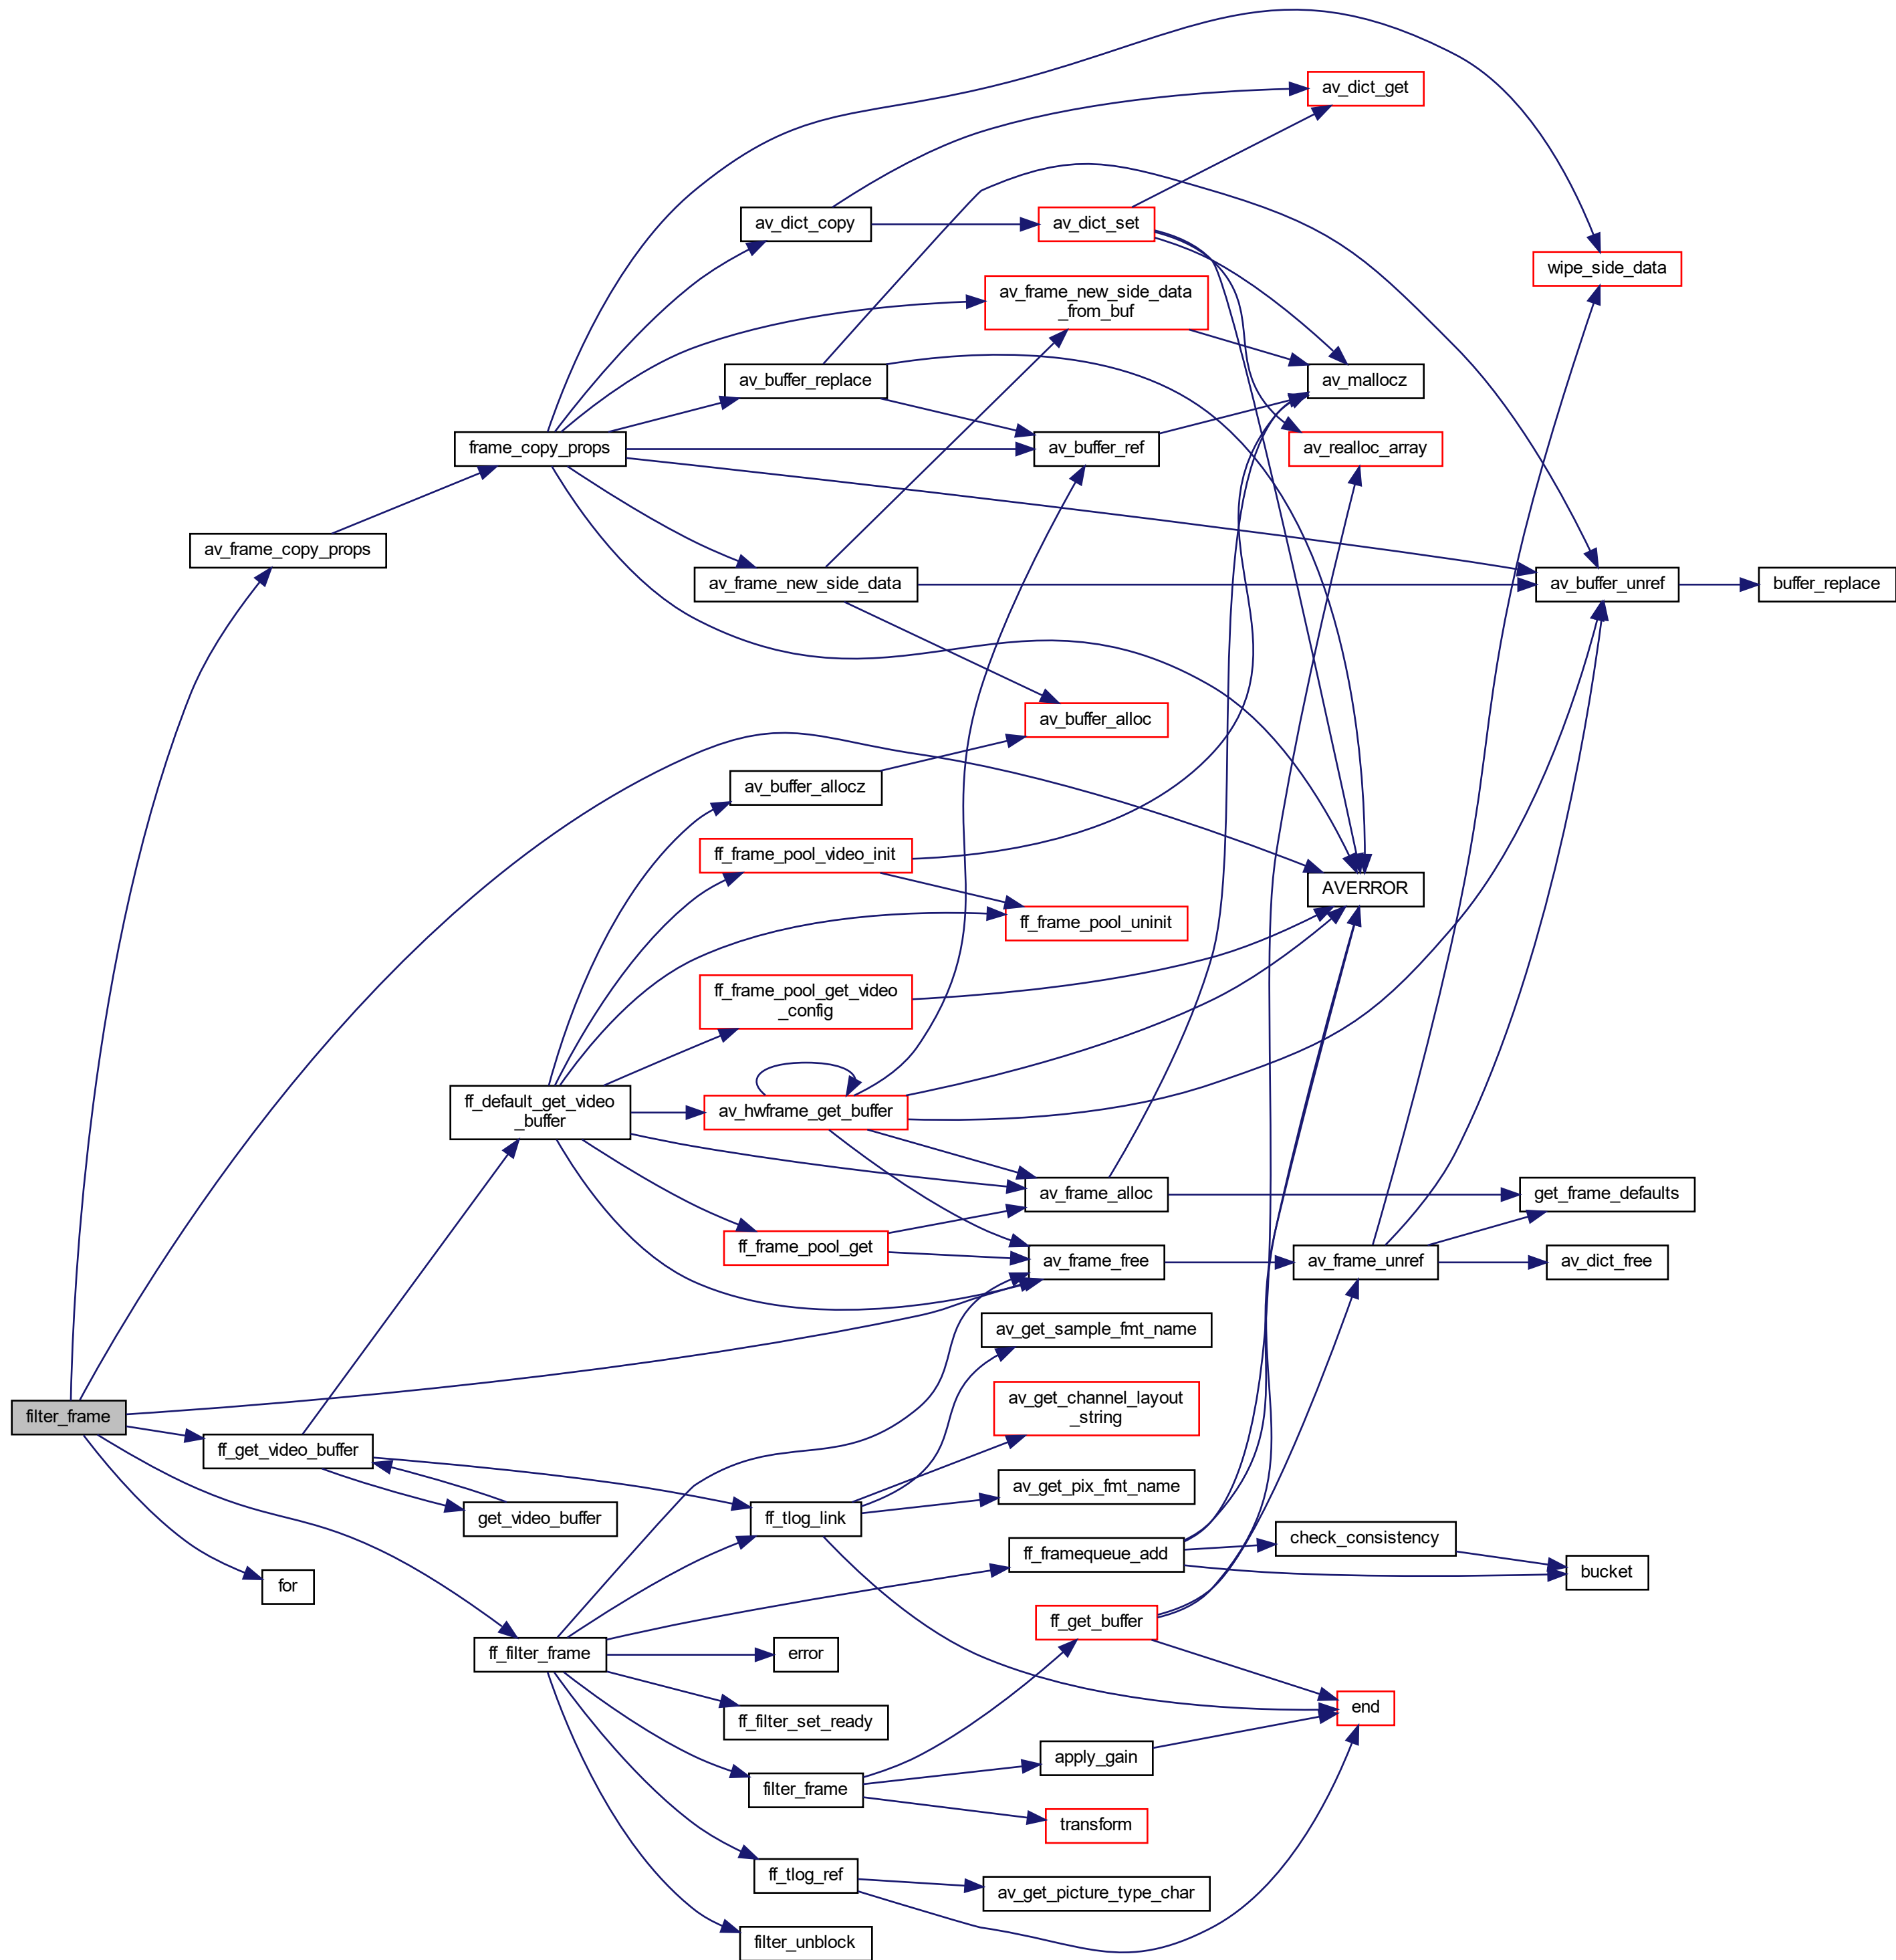 av_dict_get
av_dict_copy
av_dict_set
wipe_side_data
av_frame_new_side_data
_from_buf
av_buffer_replace
av_mallocz
frame_copy_props
av_buffer_ref
av_realloc_array
av_frame_copy_props
av_frame_new_side_data
av_buffer_unref
buffer_replace
av_buffer_alloc
av_buffer_allocz
ff_frame_pool_video_init
AVERROR
ff_frame_pool_uninit
ff_frame_pool_get_video
_config
ff_default_get_video
_buffer
av_hwframe_get_buffer
av_frame_alloc
get_frame_defaults
ff_frame_pool_get
av_frame_free
av_frame_unref
av_dict_free
av_get_sample_fmt_name
av_get_channel_layout
_string
filter_frame
ff_get_video_buffer
av_get_pix_fmt_name
get_video_buffer
ff_tlog_link
check_consistency
ff_framequeue_add
bucket
for
ff_get_buffer
ff_filter_frame
error
end
ff_filter_set_ready
apply_gain
filter_frame
transform
ff_tlog_ref
av_get_picture_type_char
filter_unblock